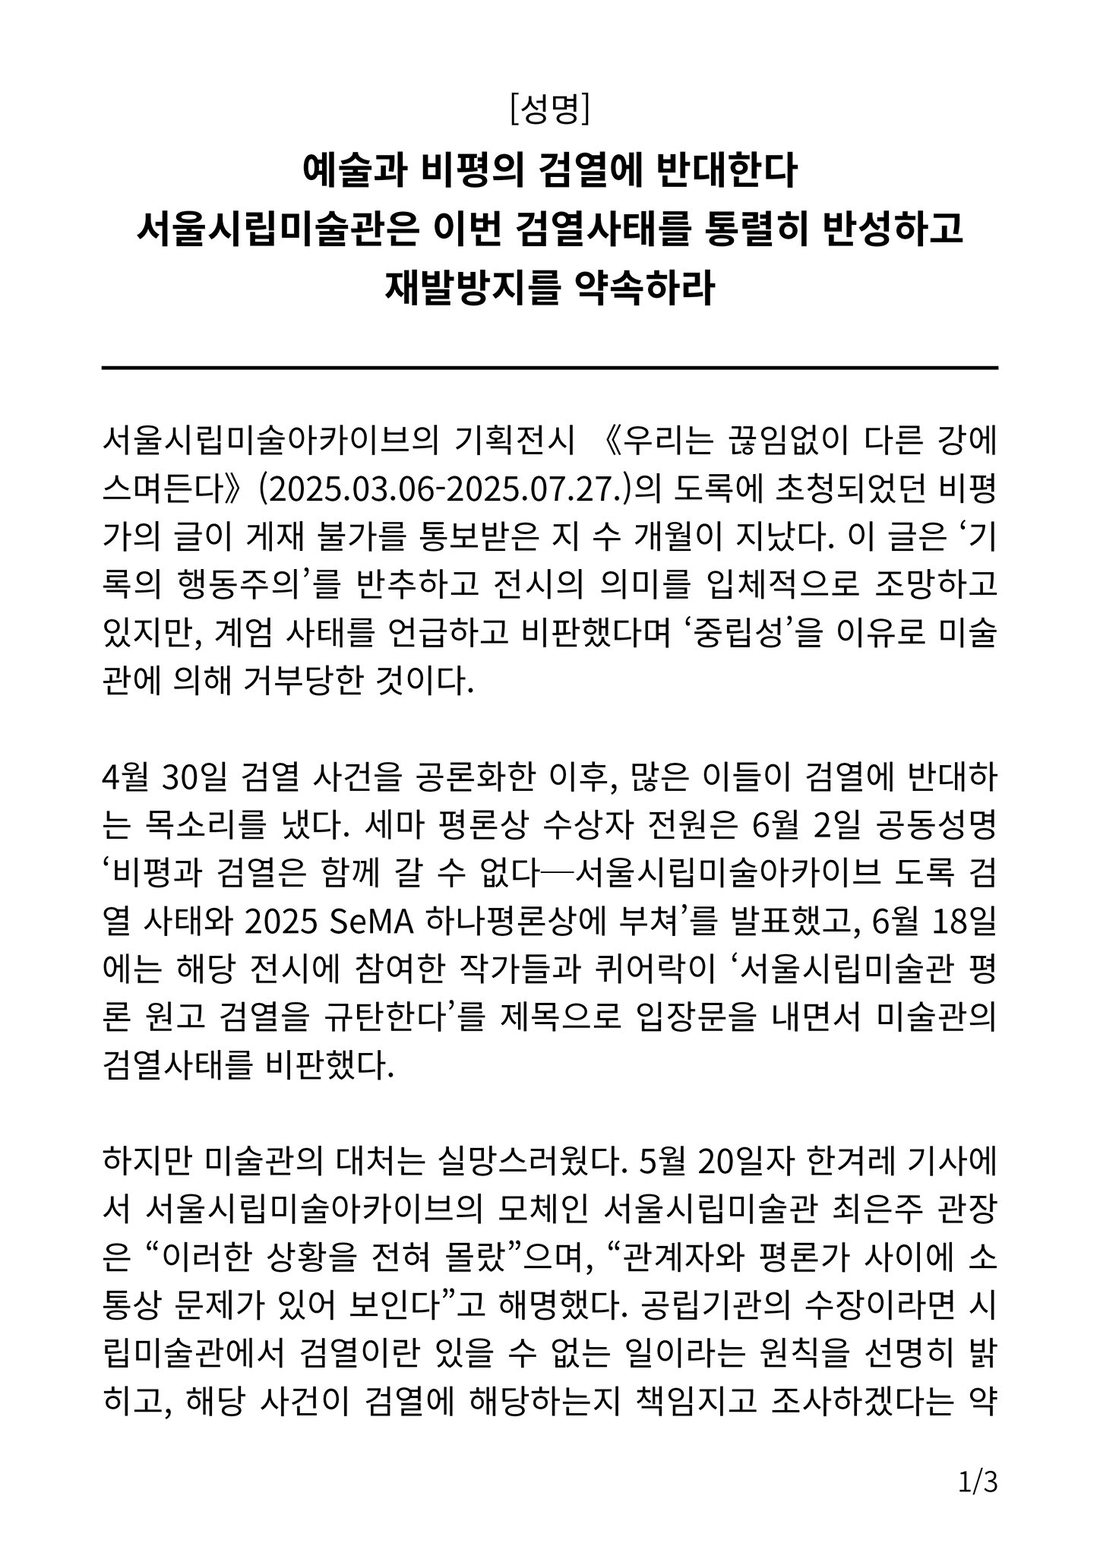 [성명]
예술과 비평의 검열에 반대한다
서울시립미술관은 이번 검열사태를 통렬히 반성하고
재발방지를 약속하라
서울시립미술아카이브의 기획전시 《우리는 끊임없이 다른 강에
스며든다》(2025.03.06-2025.07.27.)의 도록에 초청되었던 비평
가의 글이 게재 불가를 통보받은 지 수 개월이 지났다. 이 글은 ‘기
록의 행동주의’를 반추하고 전시의 의미를 입체적으로 조망하고
있지만, 계엄 사태를 언급하고 비판했다며 ‘중립성’을 이유로 미술
관에 의해 거부당한 것이다.
4월 30일 검열 사건을 공론화한 이후, 많은 이들이 검열에 반대하
는 목소리를 냈다. 세마 평론상 수상자 전원은 6월 2일 공동성명
‘비평과 검열은 함께 갈 수 없다─서울시립미술아카이브 도록 검
열 사태와 2025 SeMA 하나평론상에 부쳐’를 발표했고, 6월 18일
에는 해당 전시에 참여한 작가들과 퀴어락이 ‘서울시립미술관 평
론 원고 검열을 규탄한다’를 제목으로 입장문을 내면서 미술관의
검열사태를 비판했다.
하지만 미술관의 대처는 실망스러웠다. 5월 20일자 한겨레 기사에
서 서울시립미술아카이브의 모체인 서울시립미술관 최은주 관장
은 “이러한 상황을 전혀 몰랐”으며, “관계자와 평론가 사이에 소
통상 문제가 있어 보인다”고 해명했다. 공립기관의 수장이라면 시
립미술관에서 검열이란 있을 수 없는 일이라는 원칙을 선명히 밝
히고, 해당 사건이 검열에 해당하는지 책임지고 조사하겠다는 약
1/3